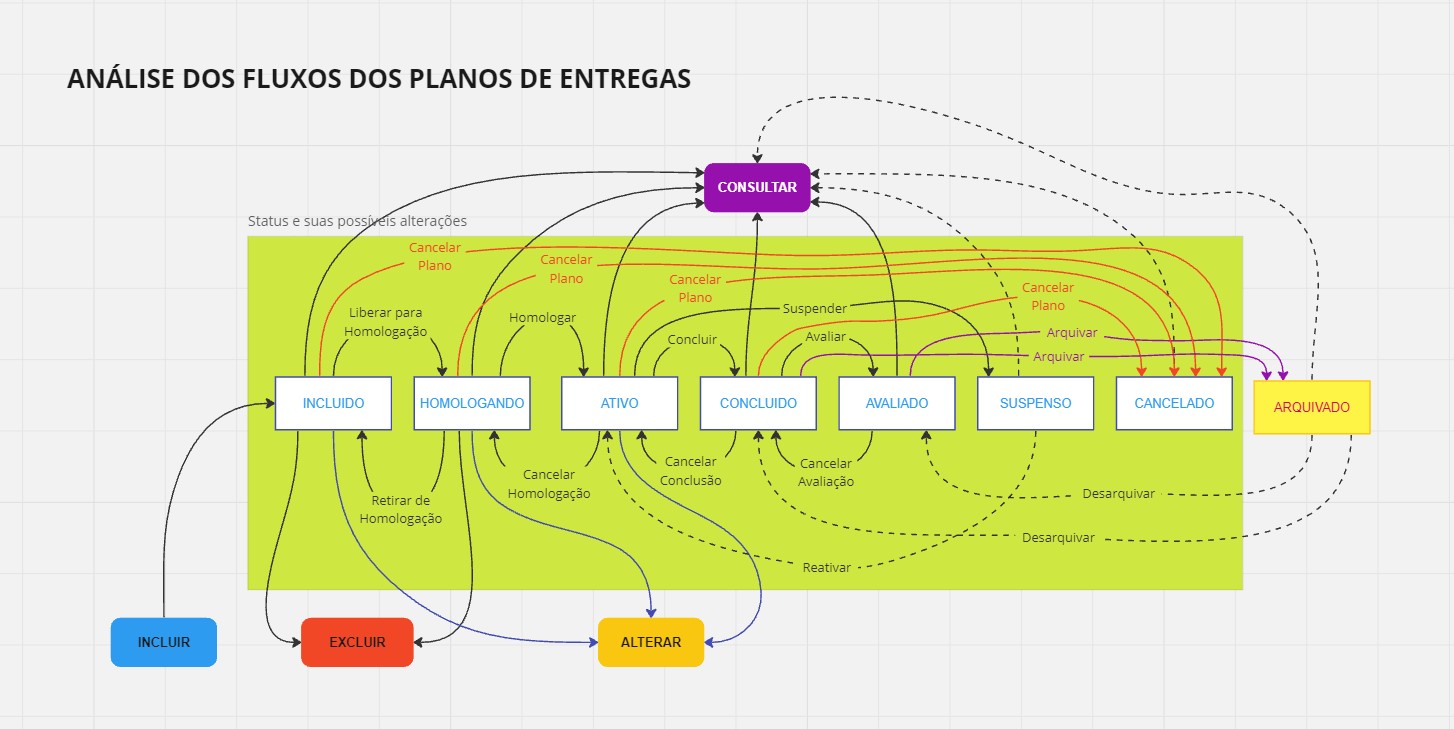 ANÁLISE DOS FLUXOS DOS PLANOS DE ENTREGAS
CONSULTAR
Status e suas possíveis alterações
Cancelar
Plano
Cancelar
Plano
Cancelar
Plano
Cancelar
Plano
Liberar para
Homologação
Homologar
Suspender
Concluir
Avaliar
Arquivar
Arquivar
INCLUIDO
HOMOLOGANDO
ATIVO
CONCLUIDO
AVALIADO
SUSPENSO
CANCELADO
ARQUIVADO
Retirar de
Homologação
Cancelar
Homologação
Cancelar
Conclusão
Cancelar
Avaliação
Desarquivar
Desarquivar
Reativar
INCLUIR
EXCLUIR
ALTERAR